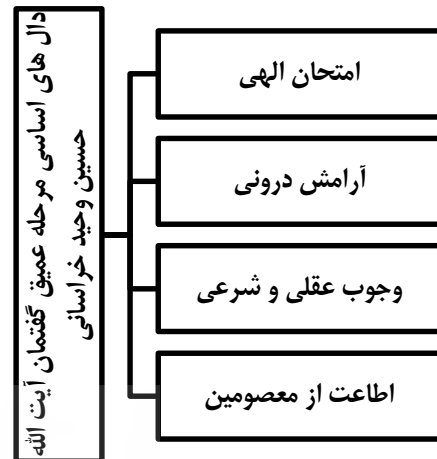 دال های اساسی مرحله عمیق گفتمان آیت الله
حسین وحید خراسانی
امتحان الهی
آرامش درونی
وجوب عقلی و شرعی
اطاعت از معصومین